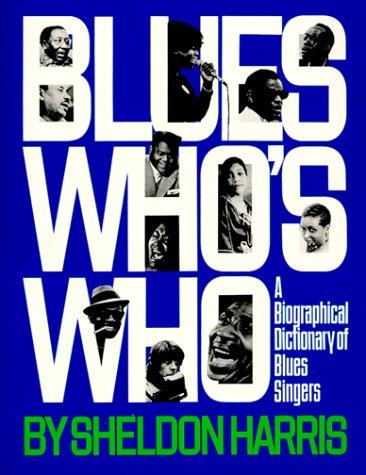 BLUES
WHO'S
WHO
A
Biographical
Dictionary of
Blues
Singers
BY SHELDON HARRIS